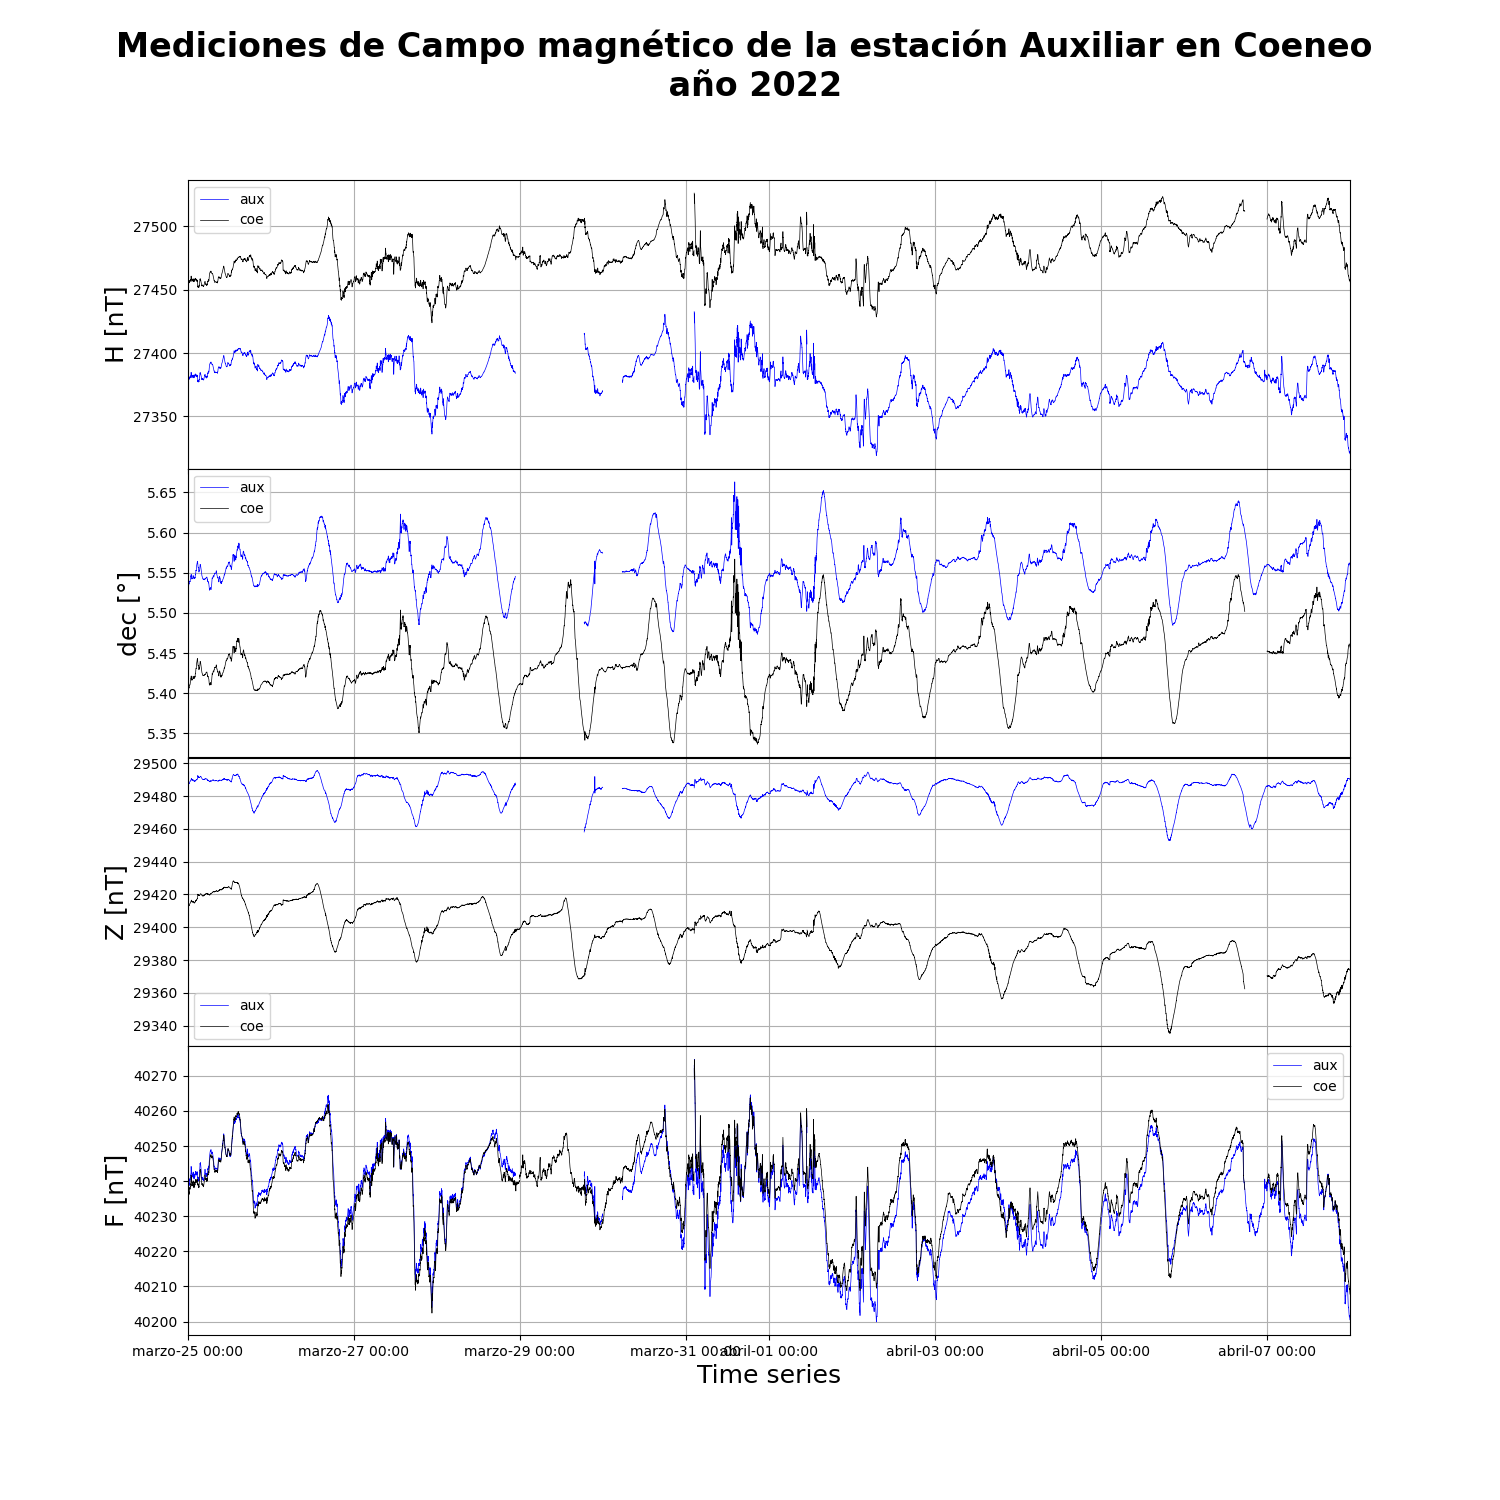 Mediciones de Campo magnético de la estación Auxiliar en Coeneo
año 2022
aux
coe
27500
27450
27400
27350
H [nT]
aux
coe
5.65
5.60
5.55
5.50
5.45
5.40
5.35
dec [°]
29500
29480
29460
29440
29420
29400
29380
29360
29340
Z [nT]
aux
coe
aux
coe
40270
40260
40250
40240
40230
40220
40210
40200
F [nT]
marzo-25 00:00 marzo-27 00:00 marzo-29 00:00 marzo-31 00:00 abril-01 00:00 abril-03 00:00 abril-05 00:00 abril-07 00:00
Time series